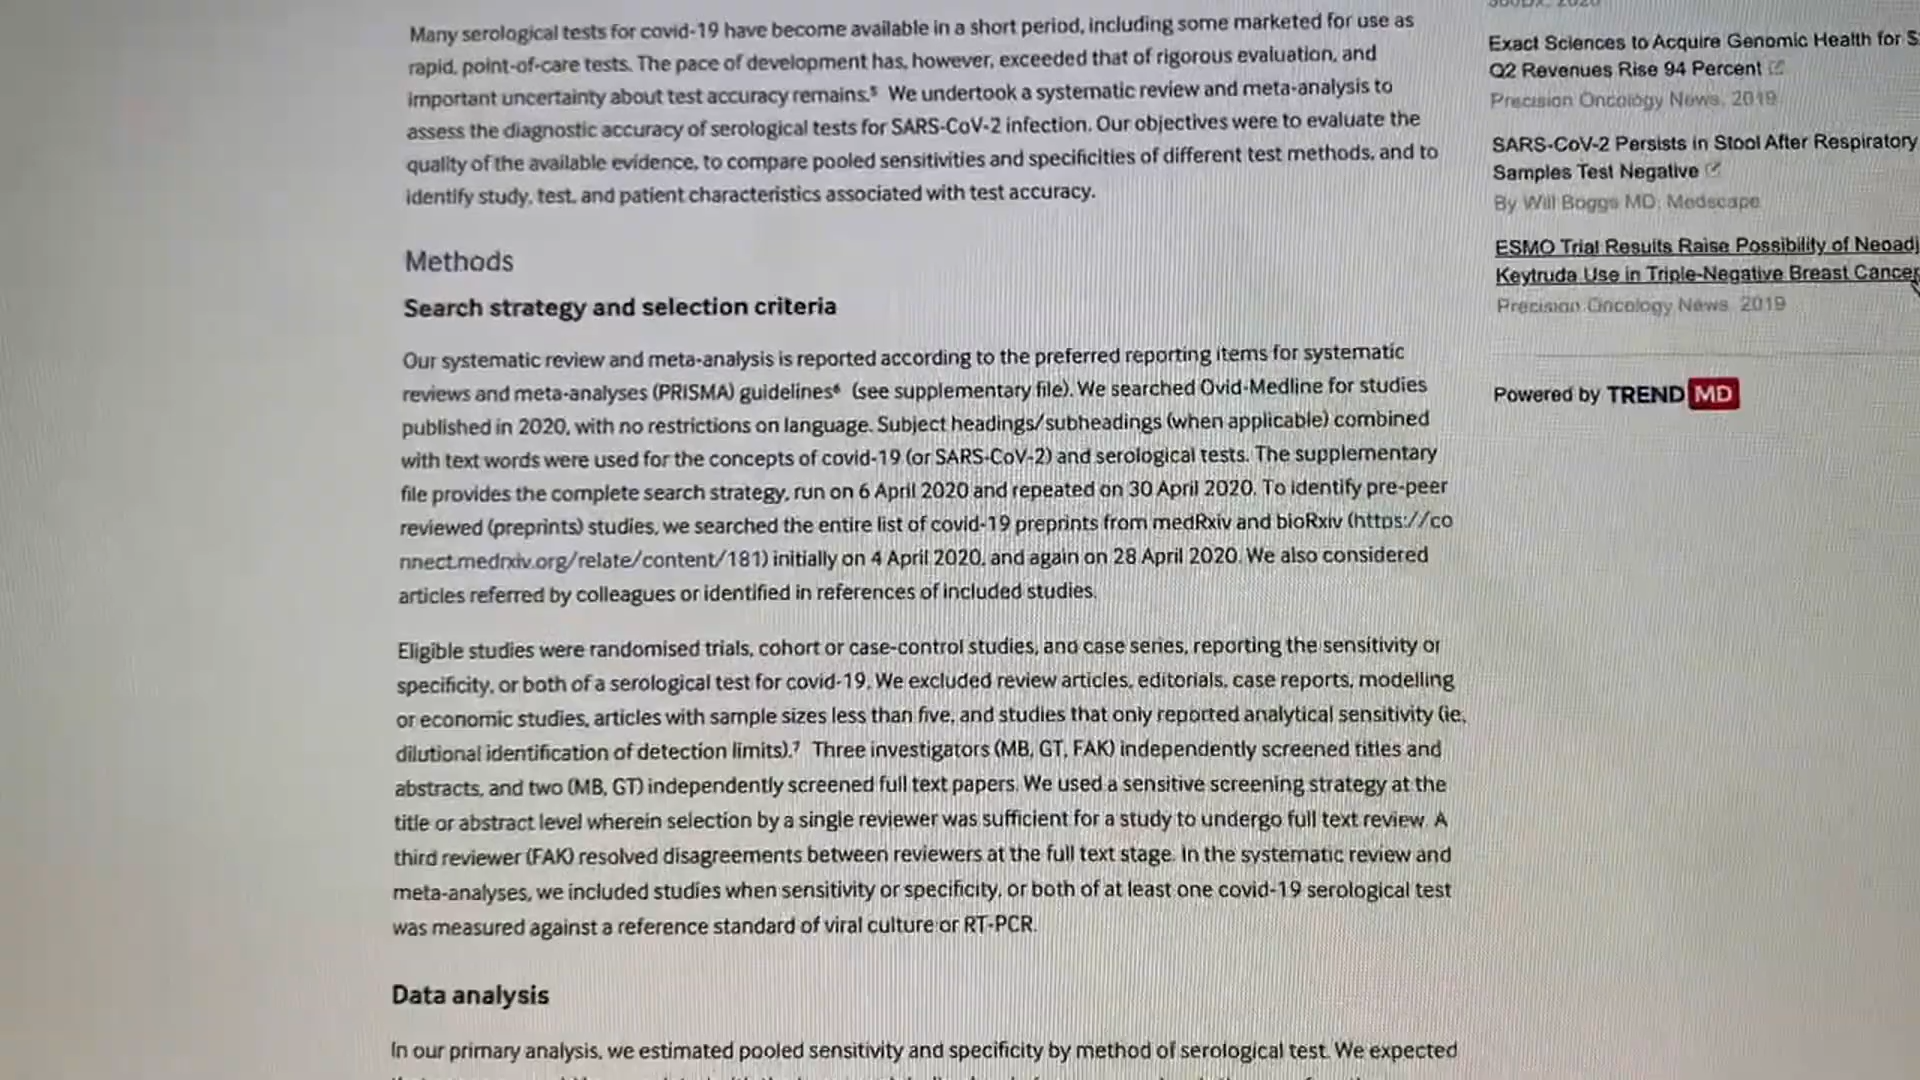 Many serological tests for covid-19 have become available in a short period, including some marketed for use as
rapid, point-of-care tests. The pace of development has, however, exceeded that of rigorous evaluation, and
important uncertainty about test accuracy remains.5 We undertook a systematic review and meta-analysis to
assess the diagnostic accuracy of serological tests for SARS-CoV-2 infection. Our objectives were to evaluate the
quality of the available evidence, to compare pooled sensitivities and specificities of different test methods, and to
identify study, test, and patient characteristics associated with test accuracy.
Methods
Search strategy and selection criteria
Our systematic review and meta-analysis is reported according to the preferred reporting items for systematic
reviews and meta-analyses (PRISMA) guidelines6 (see supplementary file). We searched Ovid-Medline for studies
published in 2020, with no restrictions on language. Subject headings/subheadings (when applicable) combined
with text words were used for the concepts of covid-19 (or SARS-CoV-2) and serological tests. The supplementary
file provides the complete search strategy, run on 6 April 2020 and repeated on 30 April 2020. To identify pre-peer
reviewed (preprints) studies, we searched the entire list of covid-19 preprints from medRxiv and bioRxiv (https://co
nnect.medrxiv.org/relate/content/181) initially on 4 April 2020, and again on 28 April 2020. We also considered
articles referred by colleagues or identified in references of included studies.
Eligible studies were randomised trials, cohort or case-control studies, and case series, reporting the sensitivity or
specificity, or both of a serological test for covid-19. We excluded review articles, editorials, case reports, modelling
or economic studies, articles with sample sizes less than five, and studies that only reported analytical sensitivity (ie,
dilutional identification of detection limits).7 Three investigators (MB, GT, FAK) independently screened titles and
abstracts, and two (MB, GT) independently screened full text papers. We used a sensitive screening strategy at the
title or abstract level wherein selection by a single reviewer was sufficient for a study to undergo full text review. A
third reviewer (FAK) resolved disagreements between reviewers at the full text stage. In the systematic review and
meta-analyses, we included studies when sensitivity or specificity, or both of at least one covid-19 serological test
was measured against a reference standard of viral culture or RT-PCR.
Data analysis
In our primary analysis, we estimated pooled sensitivity and specificity by method of serological test. We expected
360Dx, 2020
Exact Sciences to Acquire Genomic Health for $
Q2 Revenues Rise 94 Percent
Precision Oncology News, 2019
SARS-CoV-2 Persists in Stool After Respiratory
Samples Test Negative
By Will Boggs MD, Medscape
ESMO Trial Results Raise Possibility of Neoadj
Keytruda Use in Triple-Negative Breast Cancer
Precision Oncology News, 2019
Powered by TREND MD